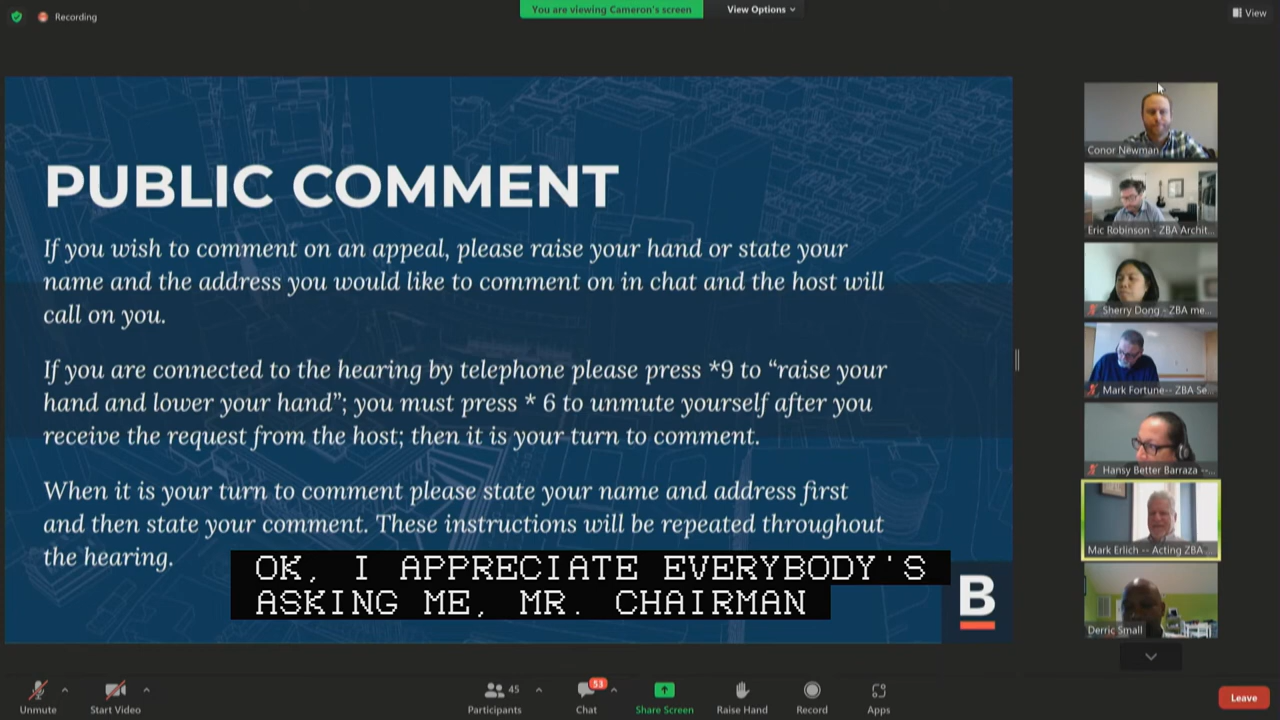 Recording
You are viewing Cameron's screen
View Options
View
PUBLIC COMMENT
If you wish to comment on an appeal, please raise your hand or state your
name and the address you would like to comment on in chat and the host will
call on you.
If you are connected to the hearing by telephone please press *9 to “raise your
hand and lower your hand”; you must press * 6 to unmute yourself after you
receive the request from the host; then it is your turn to comment.
When it is your turn to comment please state your name and address first
and then state your comment. These instructions will be repeated throughout
the hearing.
OK, I APPRECIATE EVERYBODY'S
ASKING ME, MR. CHAIRMAN
B
Conor Newman
Eric Robinson - ZBA Archit...
Sherry Dong - ZBA me...
Mark Fortune-- ZBA Se...
Hansy Better Barraza --...
Mark Erlich -- Acting ZBA ...
Derric Small
Unmute
Start Video
45
Participants
53
Chat
Share Screen
Raise Hand
Record
Apps
Leave